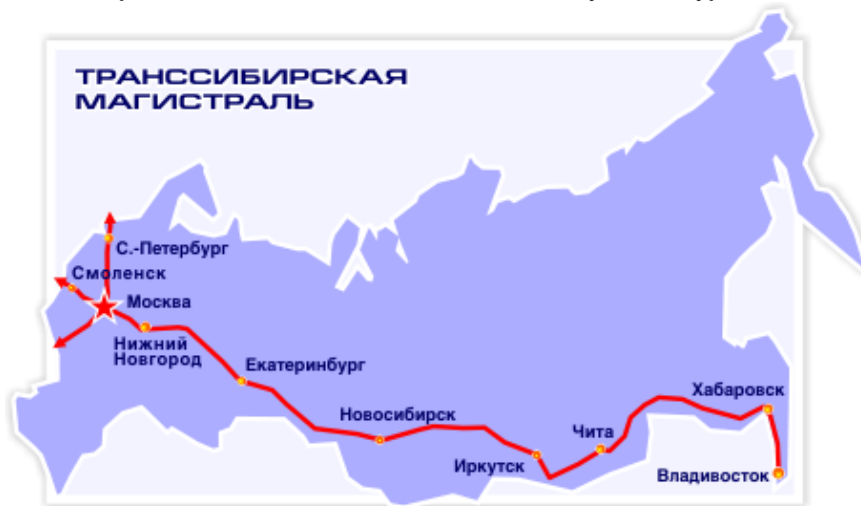 ТРАНССИБИРСКАЯ
МАГИСТРАЛЬ
С.-Петербург
Смоленск
Москва
Нижний
Новгород
Екатеринбург
Новосибирск
Иркутск
Чита
Хабаровск
Владивосток